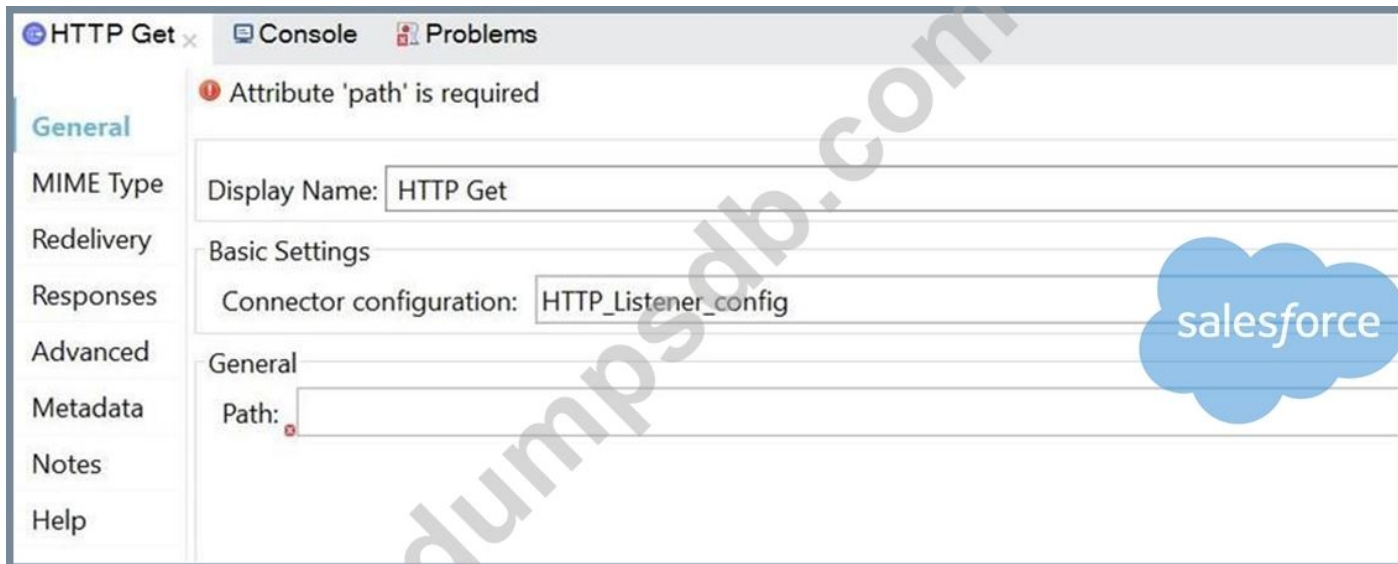 HTTP Get Console Problems
Attribute 'path' is required
General
MIME Type
Display Name: HTTP Get
Redelivery
Basic Settings
Responses
Connector configuration: HTTP_Listener_config
salesforce
Advanced
General
Metadata
Path:
Notes
Help
dumpsdb.com